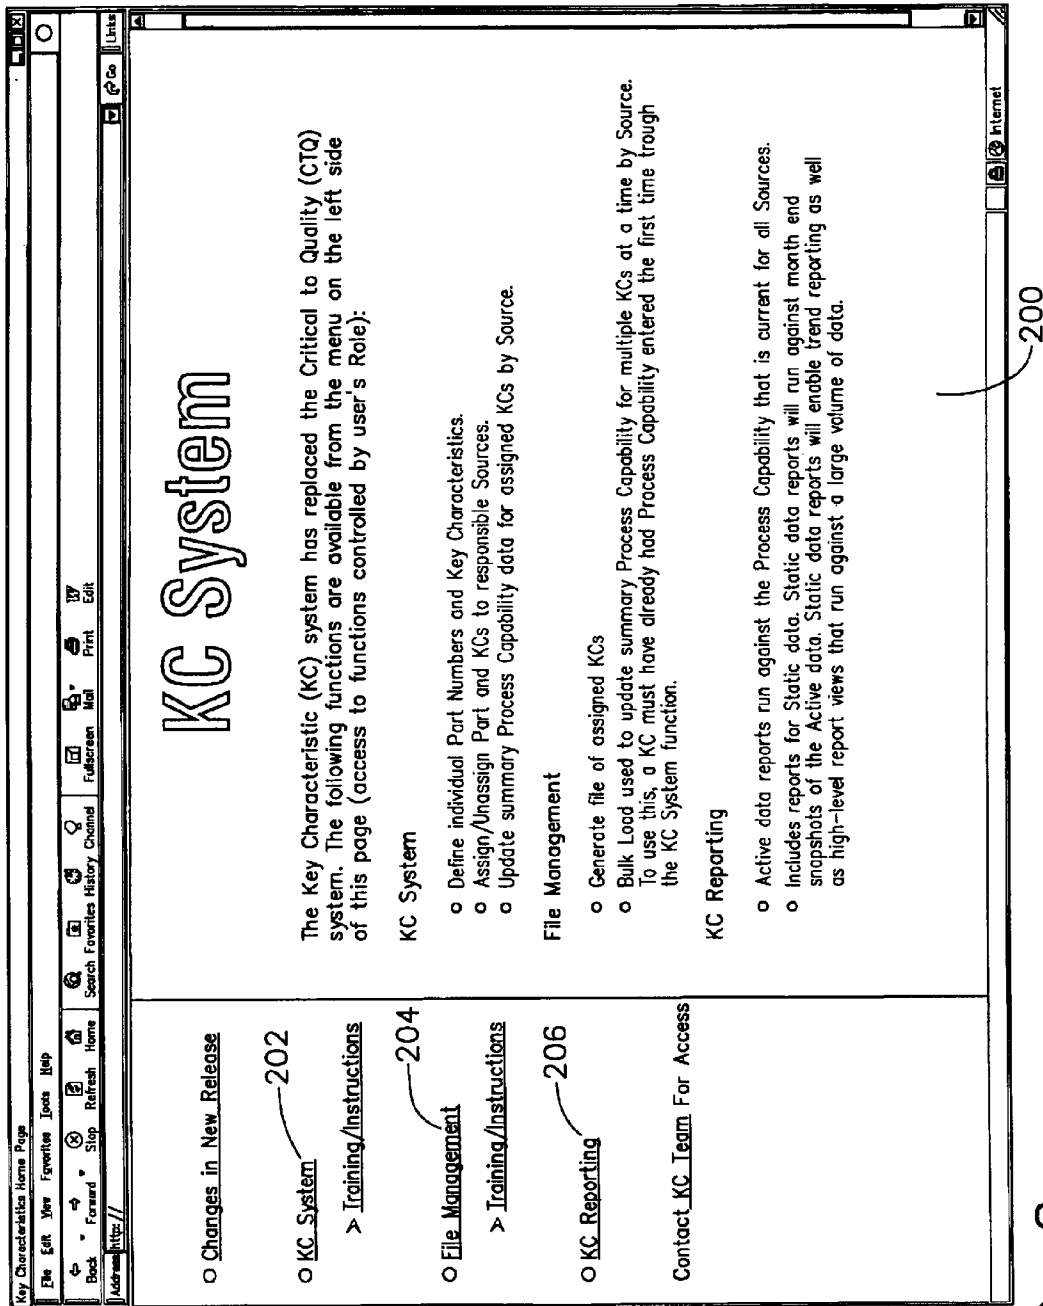 Key Characteristics Home Page
File Edit View Favorites Tools Help
Back Forward Stop Refresh Home Search Favorites History Channel Fullscreen Mail Print Edit
Address http:// Go Links
○ Changes in New Release
○ KC System
202
> Training/Instructions
○ File Management
204
> Training/Instructions
○ KC Reporting
206
Contact KC Team For Access
KC System
The Key Characteristic (KC) system has replaced the Critical to Quality (CTQ)
system. The following functions are available from the menu on the left side
of this page (access to functions controlled by user's Role):
KC System
o Define individual Part Numbers and Key Characteristics.
o Assign/Unassign Part and KCs to responsible Sources.
o Update summary Process Capability data for assigned KCs by Source.
File Management
o Generate file of assigned KCs
o Bulk Load used to update summary Process Capability for multiple KCs at a time by Source.
To use this, a KC must have already had Process Capability entered the first time trough
the KC System function.
KC Reporting
o Active data reports run against the Process Capability that is current for all Sources.
o Includes reports for Static data. Static data reports will run against month end
snapshots of the Active data. Static data reports will enable trend reporting as well
as high-level report views that run against a large volume of data.
Internet
200